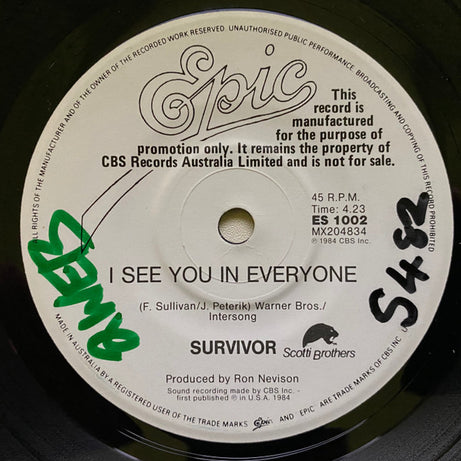 ALL RIGHTS OF THE MANUFACTURER AND OF THE OWNER OF THE RECORDED WORK RESERVED. UNAUTHORISED PUBLIC PERFORMANCE, BROADCASTING AND COPYING OF THIS RECORD PROHIBITED
Epic
This
record is
manufactured
for the purpose of
promotion only. It remains the property of
CBS Records Australia Limited and is not for sale.
45 R.P.M.
Time: 4.23
ES 1002
MX204834
℗ 1984 CBS Inc.
S482
I SEE YOU IN EVERYONE
(F. Sullivan/J. Peterik) Warner Bros./
Intersong
SURVIVOR
Scotti Brothers
Produced by Ron Nevison
Sound recording made by CBS Inc. -
first published ℗ in U.S.A. 1984
MADE IN AUSTRALIA BY A REGISTERED USER OF THE TRADE MARKS Epic AND EPIC ARE TRADE MARKS OF CBS INC.